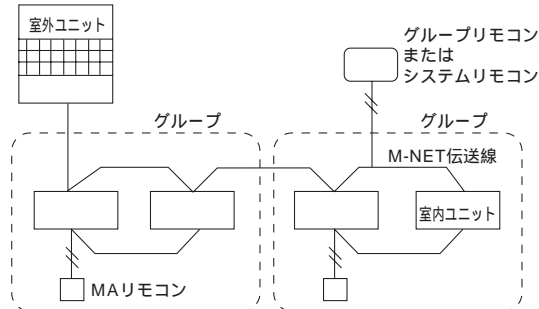 室外ユニット
グループリモコン
または
システムリモコン
グループ
グループ
M-NET伝送線
室内ユニット
MAリモコン